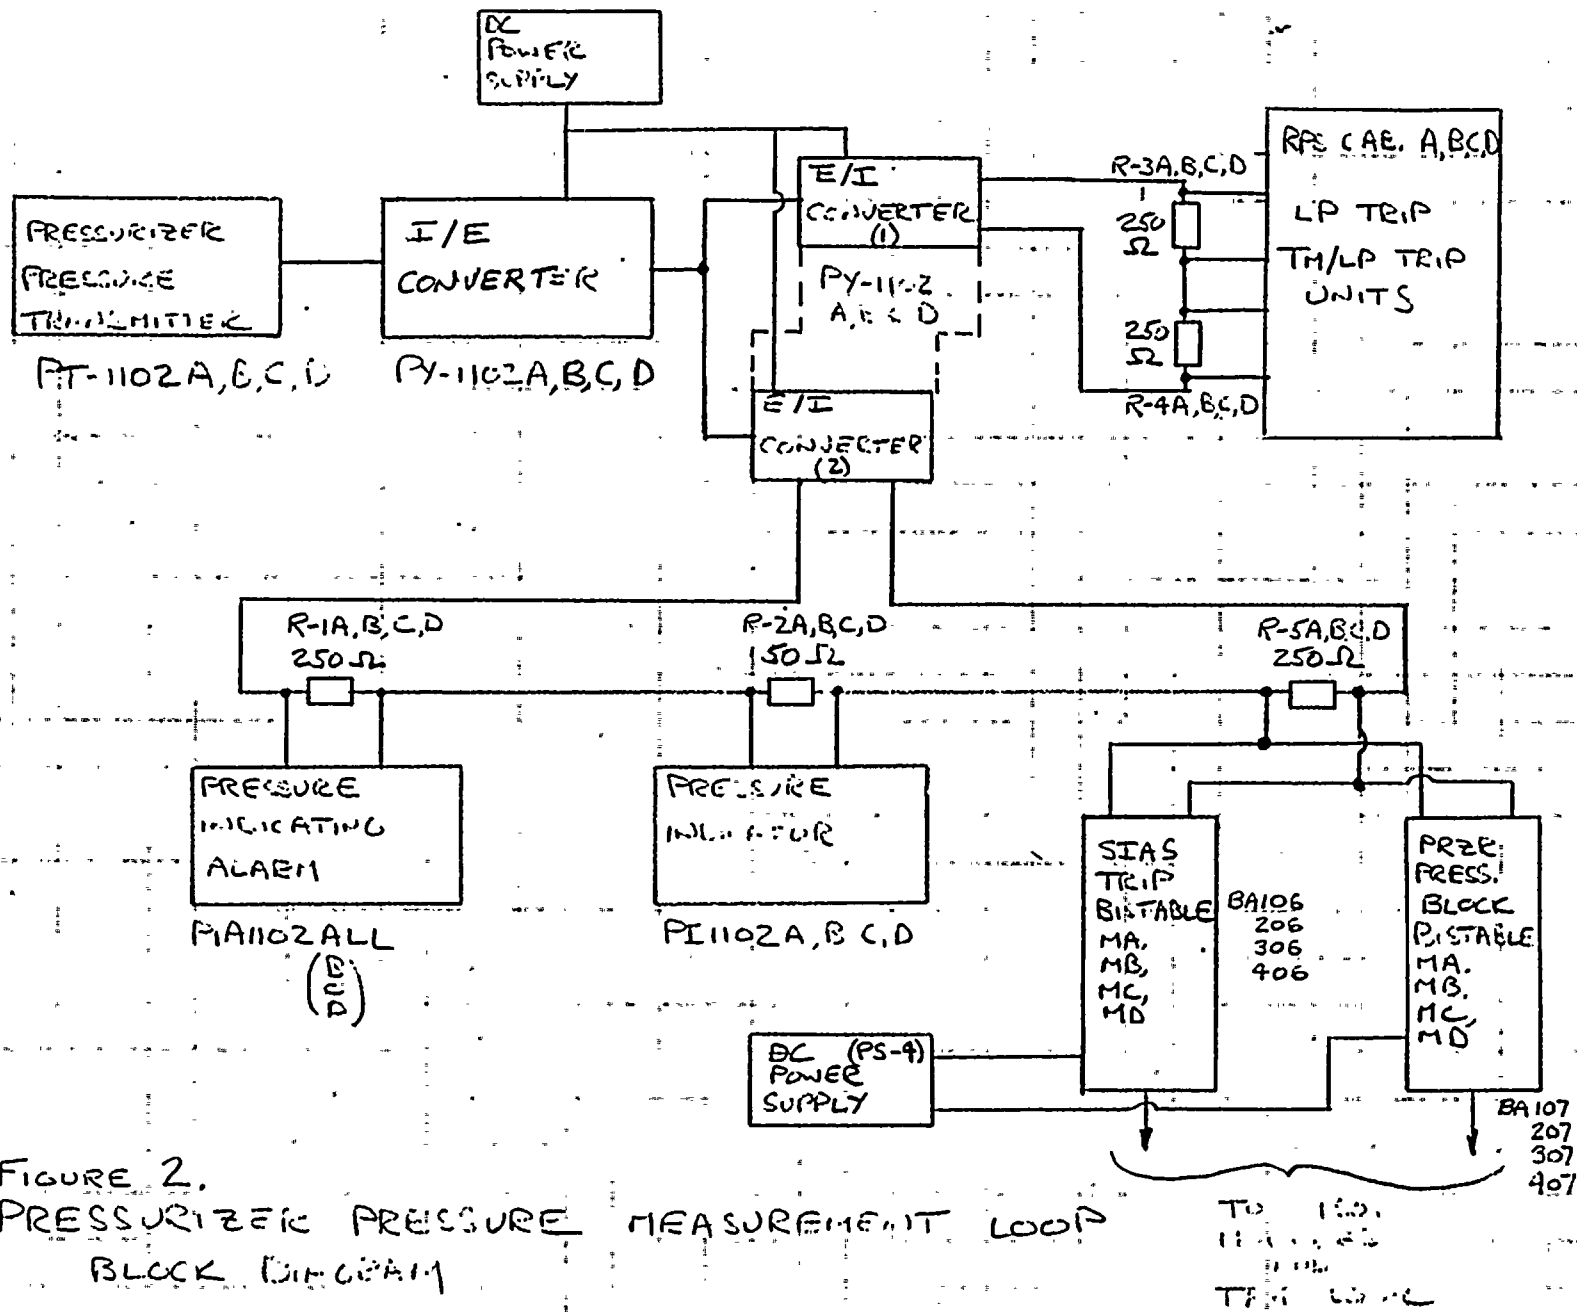 DC
POWER
SUPPLY
PRESSURIZER
PRESSURE
TRANSMITTER
PT-1102A,B,C,D
I/E
CONVERTER
PY-1102A,B,C,D
E/I
CONVERTER
(1)
PY-1102
A, B C D
E/I
CONVERTER
(2)
R-3A,B,C,D
250
Ω
250
Ω
R-4A,B,C,D
RPS CAB. A,B,C,D
LP TRIP
TM/LP TRIP
UNITS
R-1A,B,C,D
250 Ω
R-2A,B,C,D
50 Ω
R-5A,B,C,D
250 Ω
PRESSURE
INDICATING
ALARM
PIA1102ALL
(B
C
D)
PRESSURE
INDICATOR
PI1102A,B C,D
SIAS
TRIP
BISTABLE
MA,
MB,
MC,
MD
BA106
206
306
406
PRZR
PRESS.
BLOCK
BISTABLE
MA.
MB.
MC,
MD
BA107
207
307
407
DC (PS-4)
POWER
SUPPLY
FIGURE 2.
PRESSURIZER PRESSURE MEASUREMENT LOOP
BLOCK DIAGRAM
TO